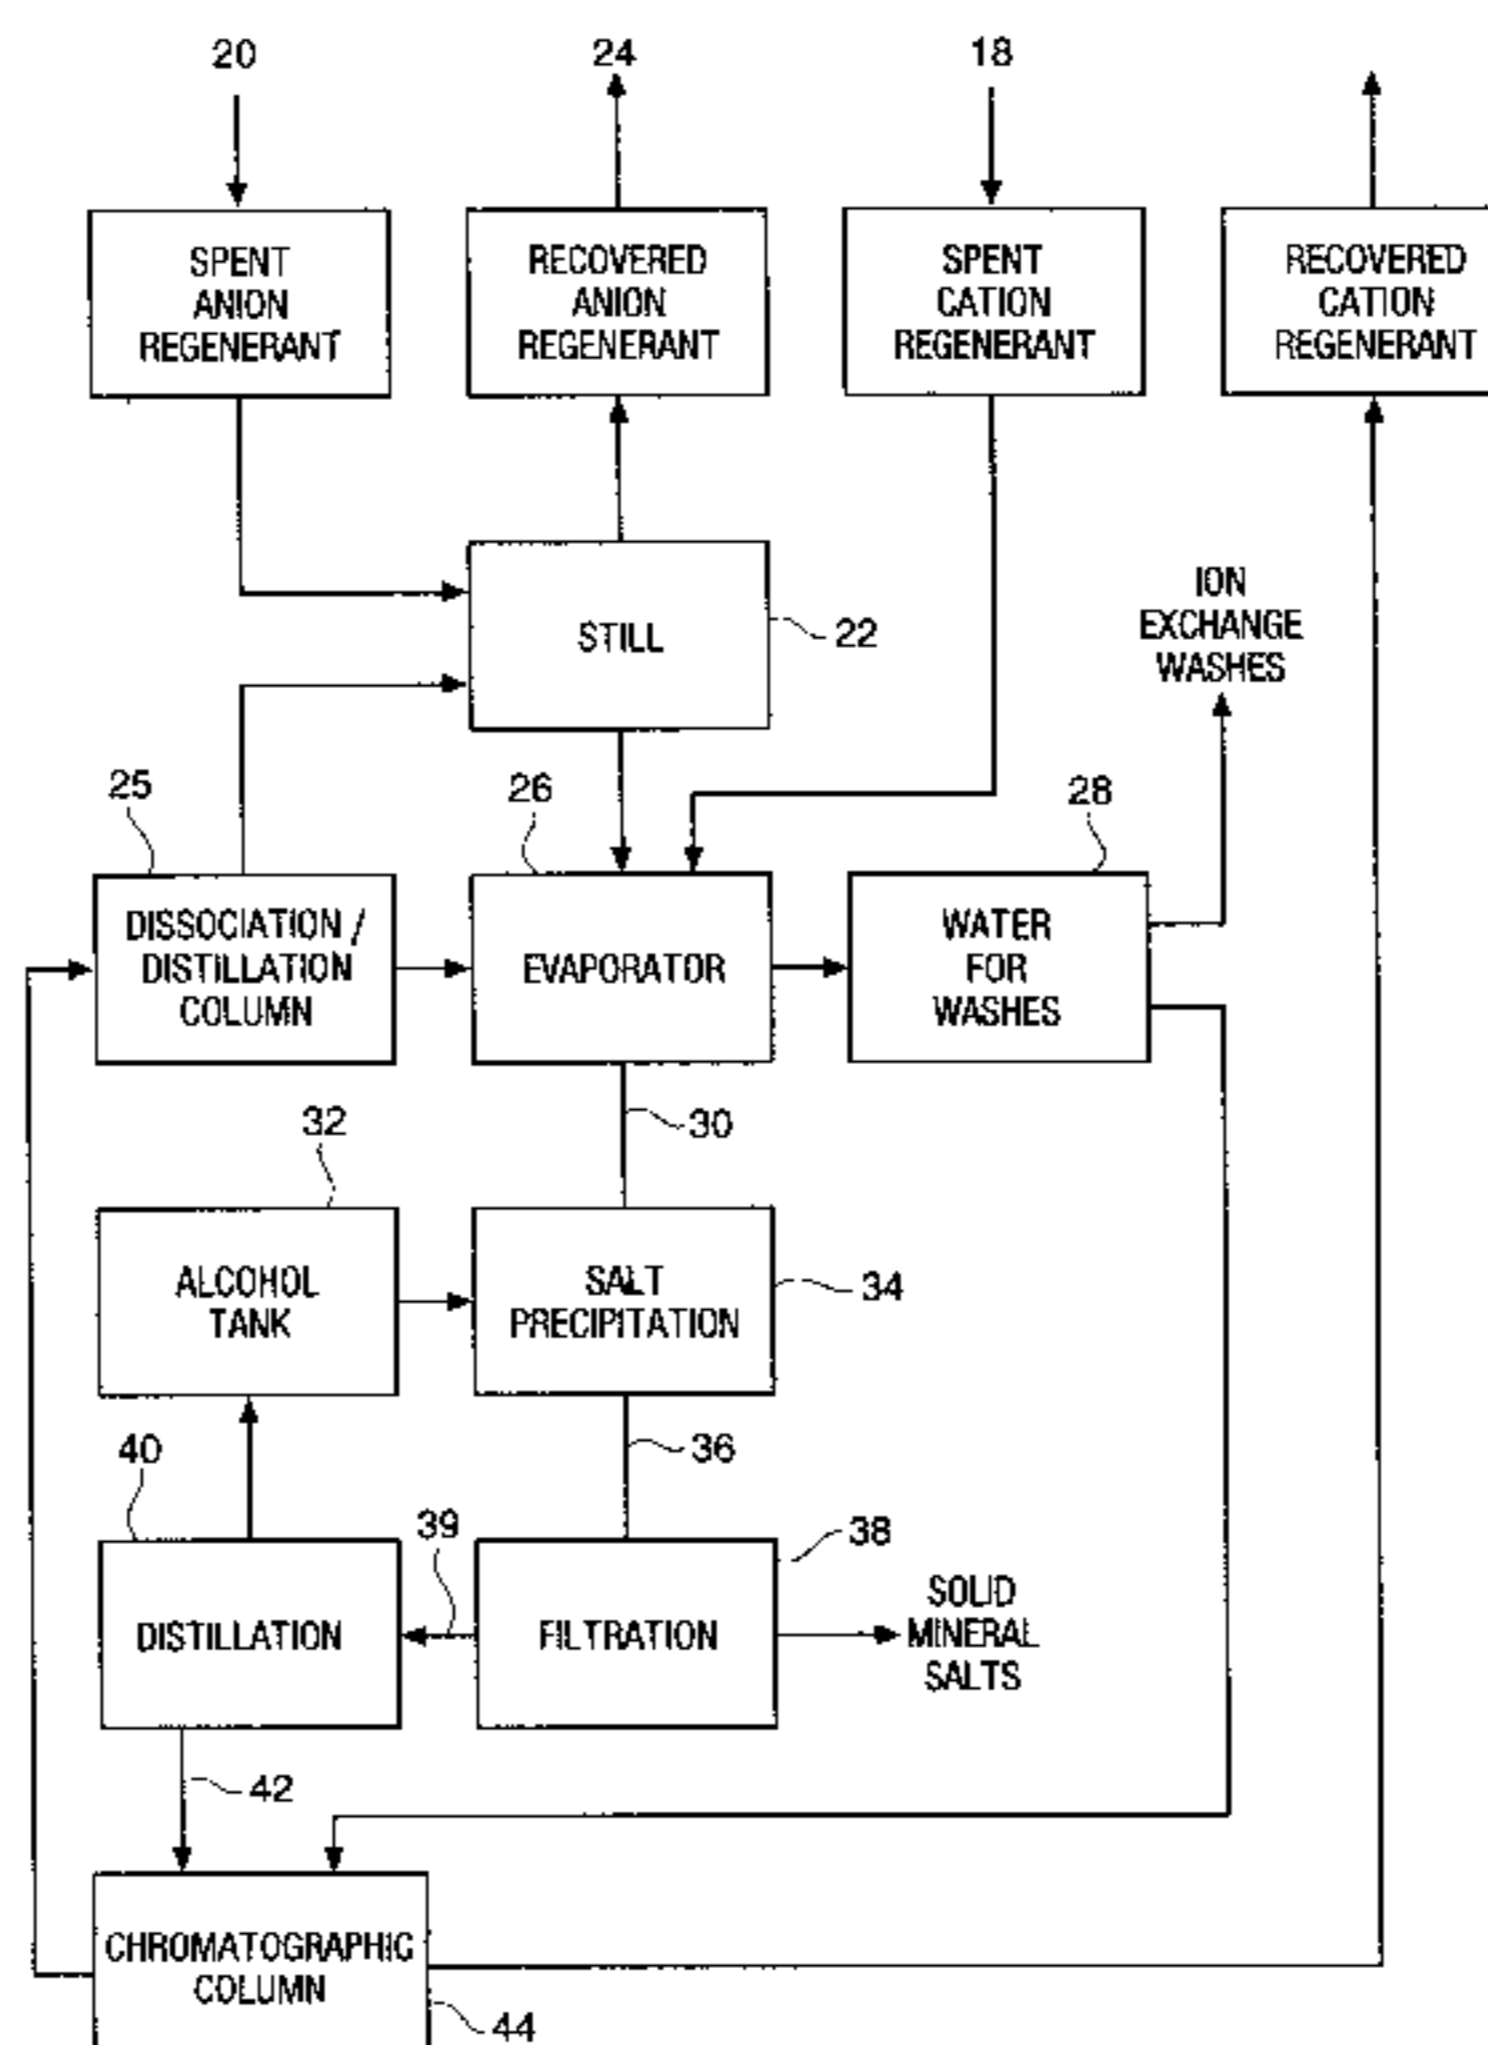 20
24
18
SPENT
ANION
REGENERANT
RECOVERED
ANION
REGENERANT
SPENT
CATION
REGENERANT
RECOVERED
CATION
REGENERANT
STILL
22
ION
EXCHANGE
WASHES
25
26
28
DISSOCIATION /
DISTILLATION
COLUMN
EVAPORATOR
WATER
FOR
WASHES
30
32
ALCOHOL
TANK
SALT
PRECIPITATION
34
36
40
39
38
DISTILLATION
FILTRATION
SOLID
MINERAL
SALTS
42
CHROMATOGRAPHIC
COLUMN
44